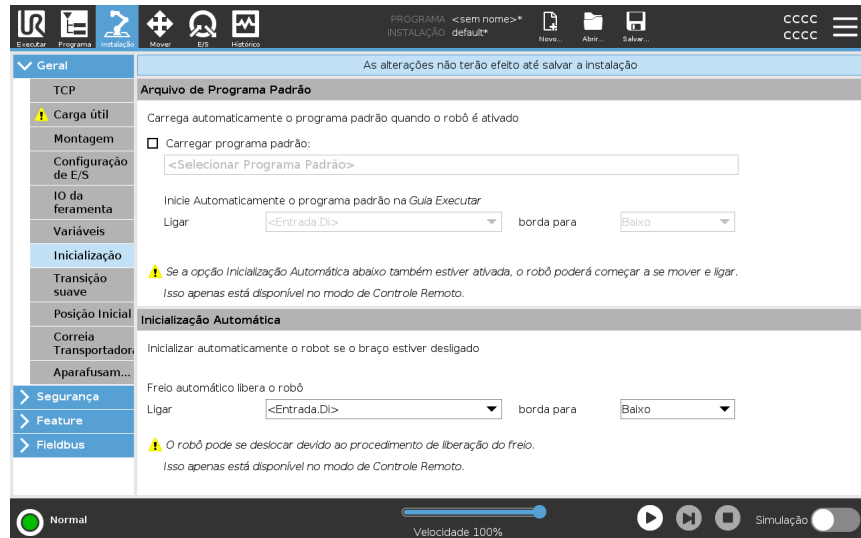 PROGRAMA <sem nome>*
INSTALAÇÃO default*
CCCC
CCCC
Executar Programa Instalação Mover E/S Histórico Novo... Abrir... Salvar...
Geral
As alterações não terão efeito até salvar a instalação
TCP
Carga útil
Montagem
Configuração
de E/S
IO da
feramenta
Variáveis
Inicialização
Transição
suave
Posição Inicial
Correia
Transportador
Aparafusam...
Segurança
Feature
Fieldbus
Arquivo de Programa Padrão
Carrega automaticamente o programa padrão quando o robô é ativado
Carregar programa padrão:
<Selecionar Programa Padrão>
Inicie Automaticamente o programa padrão na Guia Executar
Ligar <Entrada.Di> borda para Baixo
Se a opção Inicialização Automática abaixo também estiver ativada, o robô poderá começar a se mover e ligar.
Isso apenas está disponível no modo de Controle Remoto.
Inicialização Automática
Inicializar automaticamente o robot se o braço estiver desligado
Freio automático libera o robô
Ligar <Entrada.Di> borda para Baixo
O robô pode se deslocar devido ao procedimento de liberação do freio.
Isso apenas está disponível no modo de Controle Remoto.
Normal
Velocidade 100%
Simulação